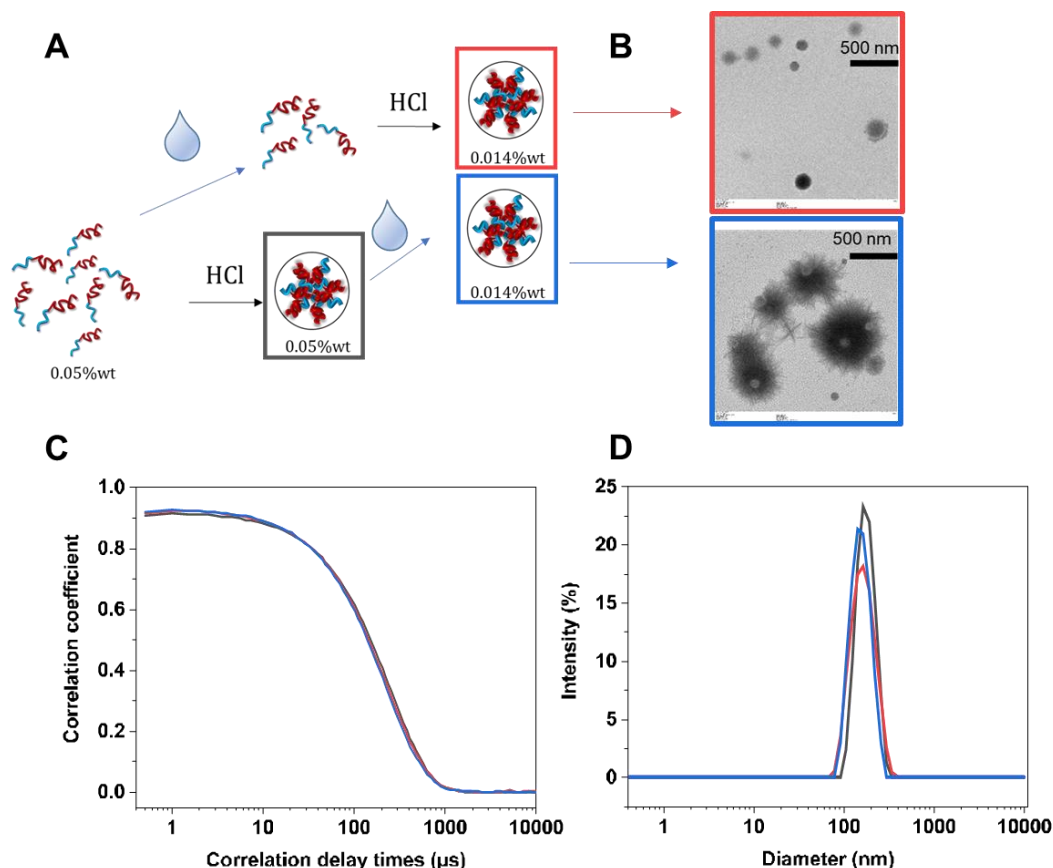 A
B
HCl
0.014%wt
500 nm
HCl
0.05%wt
0.014%wt
0.05%wt
500 nm
C
D
Correlation coefficient
1.0
0.8
0.6
0.4
0.2
0.0
1 10 100 1000 10000
Correlation delay times (µs)
Intensity (%)
25
20
15
10
5
0
1 10 100 1000 10000
Diameter (nm)